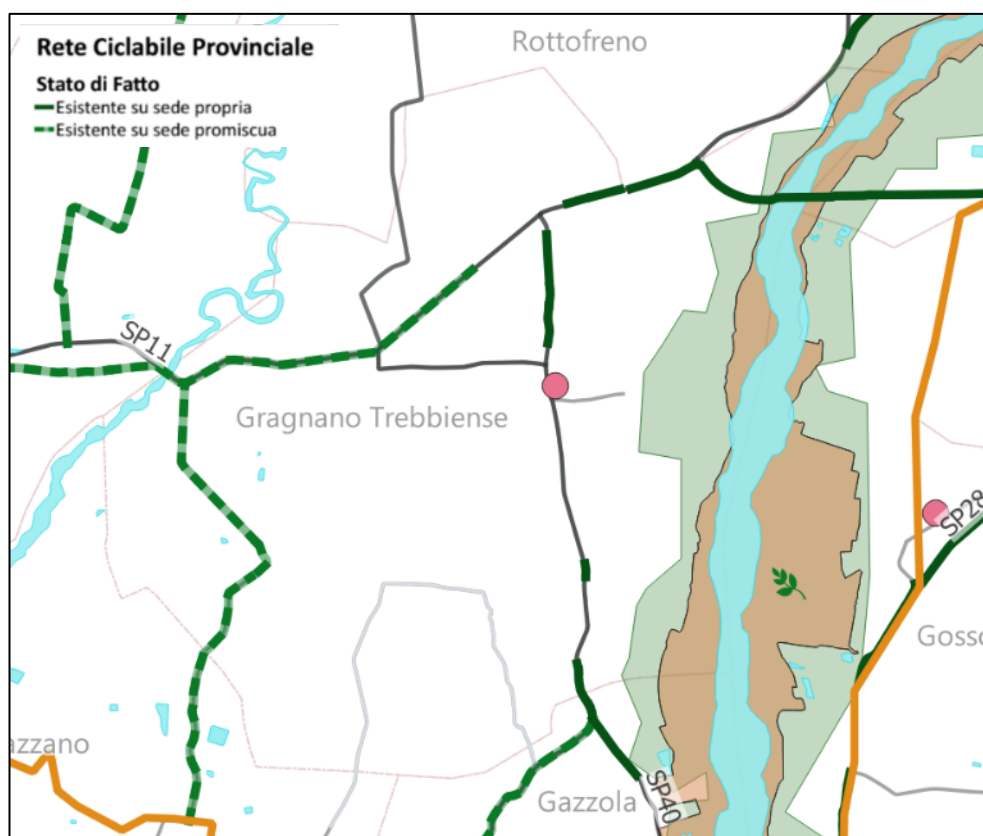 Rete Ciclabile Provinciale
Stato di Fatto
Esistente su sede propria
Esistente su sede promiscua
Rottofreno
SP11
Gragnano Trebbiense
SP28
Gosso
azzano
Gazzola
SP40